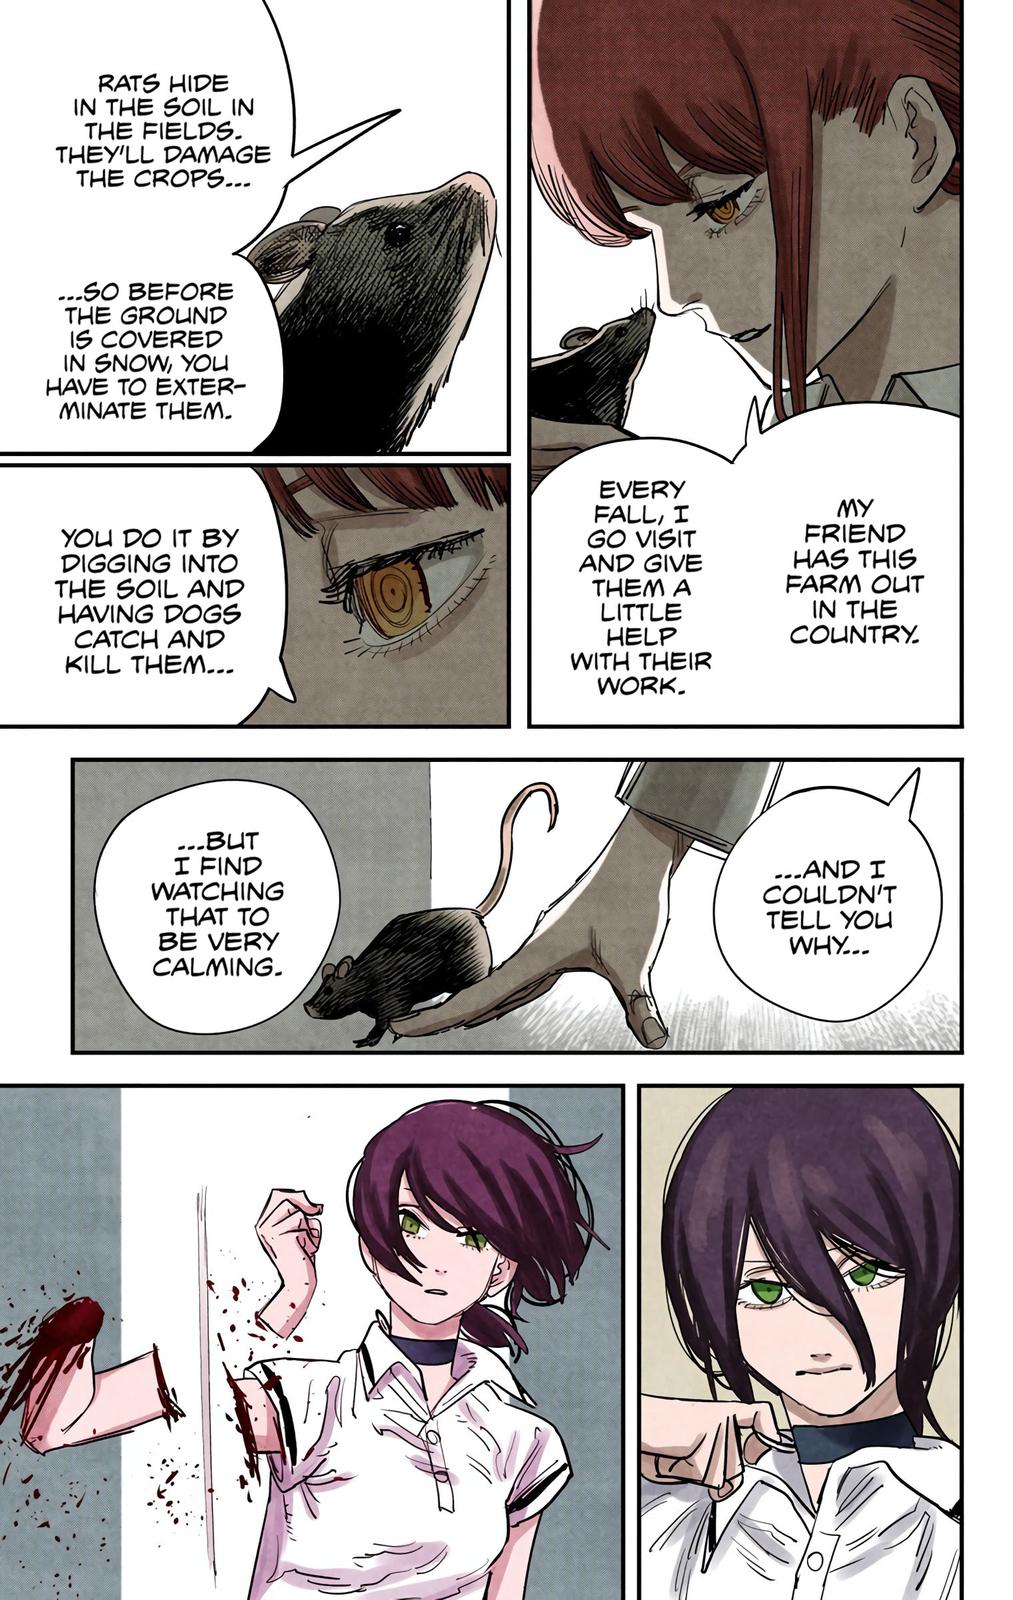 MY
FRIEND
HAS THIS
FARM OUT
IN THE
COUNTRY.
EVERY
FALL, I
GO VISIT
AND GIVE
THEM A
LITTLE
HELP
WITH THEIR
WORK.
RATS HIDE
IN THE SOIL IN
THE FIELDS.
THEY'LL DAMAGE
THE CROPS...
...SO BEFORE
THE GROUND
IS COVERED
IN SNOW, YOU
HAVE TO EXTER-
MINATE THEM.
YOU DO IT BY
DIGGING INTO
THE SOIL AND
HAVING DOGS
CATCH AND
KILL THEM...
...AND I
COULDN'T
TELL YOU
WHY...
...BUT
I FIND
WATCHING
THAT TO
BE VERY
CALMING.